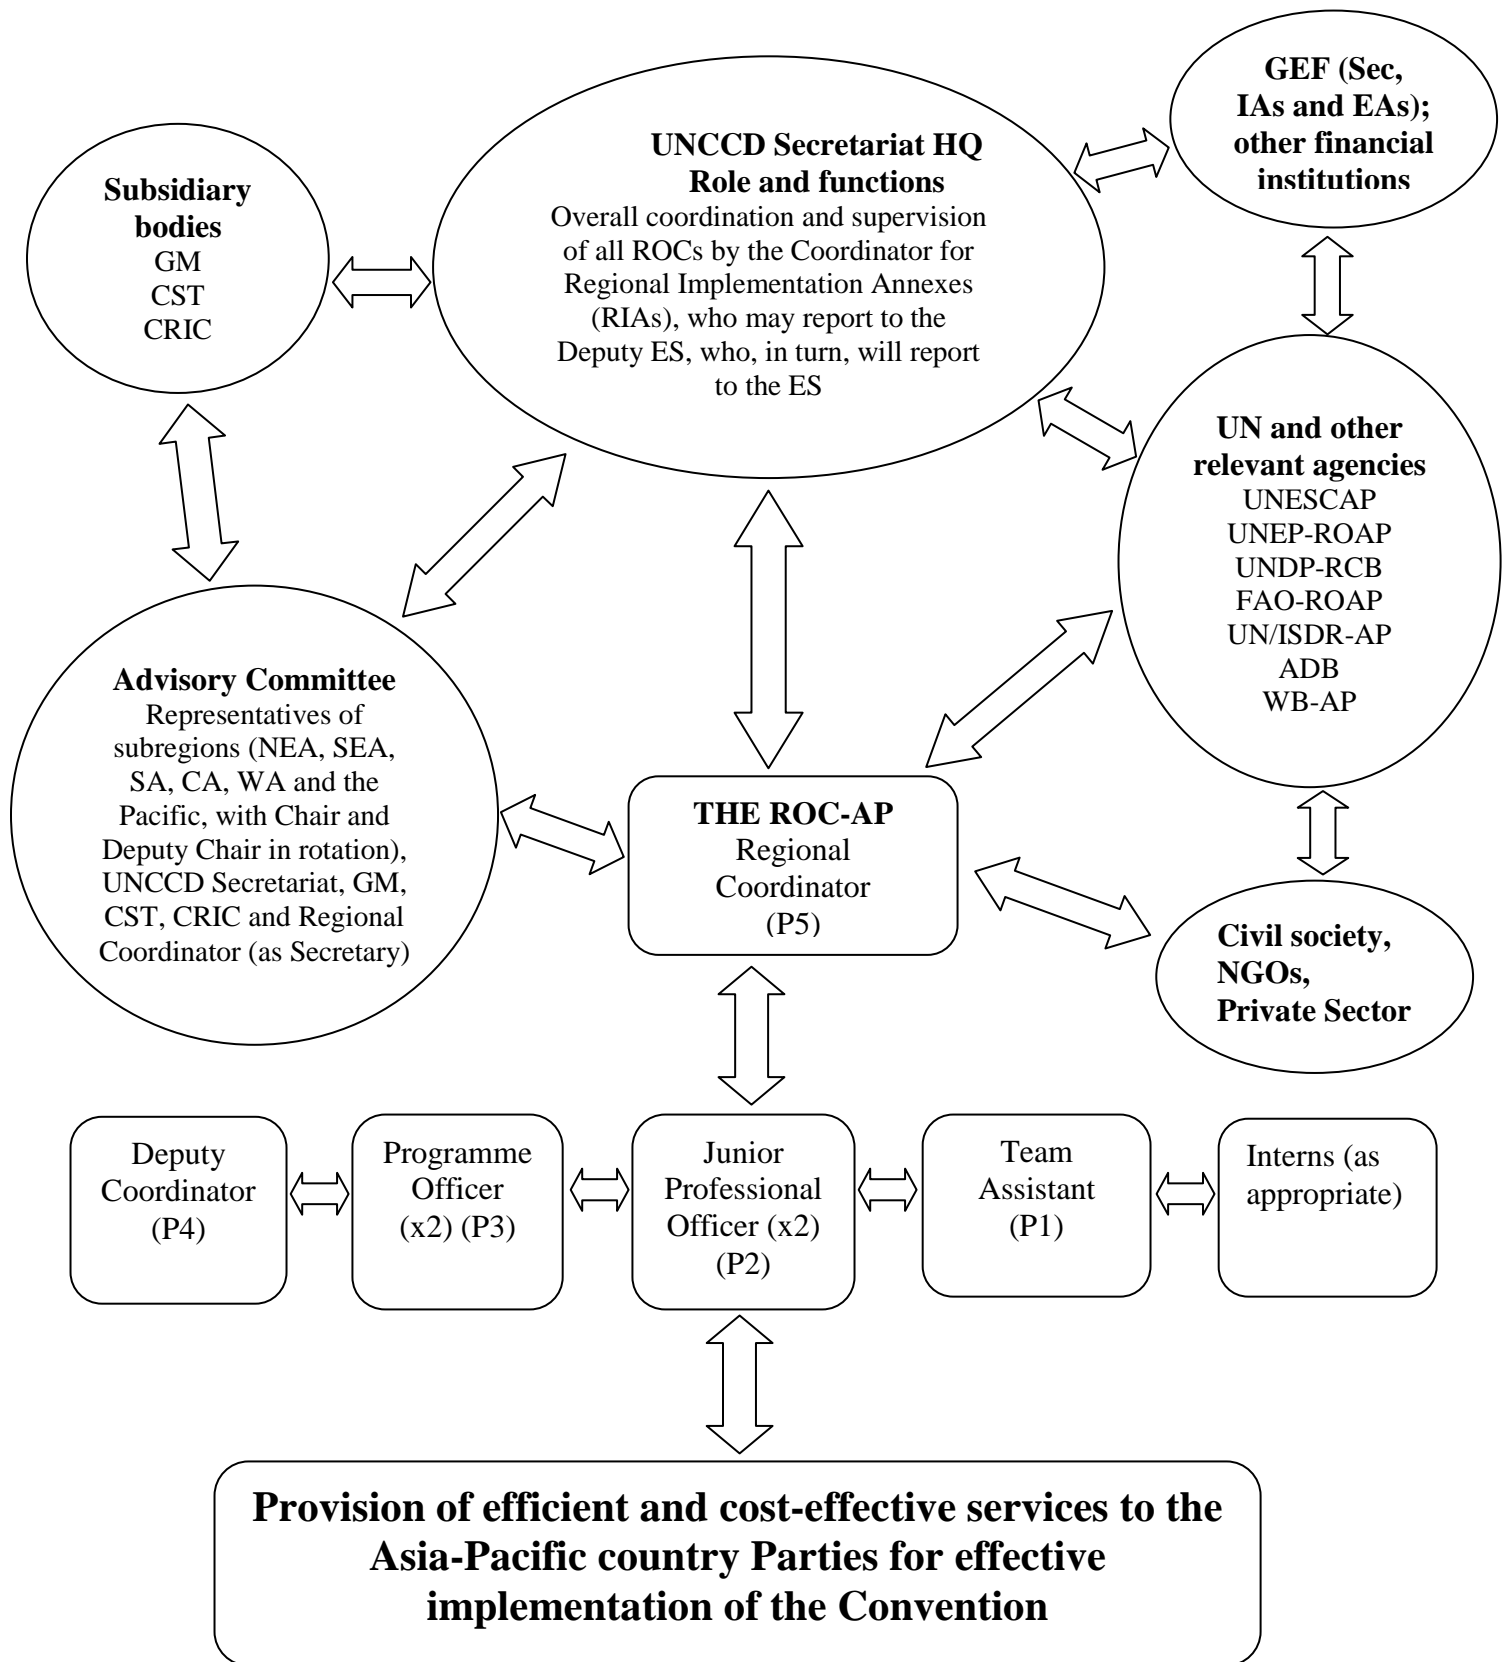 GEF (Sec,
IAs and EAs);
other financial
institutions
UNCCD Secretariat HQ
Role and functions
Overall coordination and supervision
of all ROCs by the Coordinator for
Regional Implementation Annexes
(RIAs), who may report to the
Deputy ES, who, in turn, will report
to the ES
Subsidiary
bodies
GM
CST
CRIC
UN and other
relevant agencies
UNESCAP
UNEP-ROAP
UNDP-RCB
FAO-ROAP
UN/ISDR-AP
ADB
WB-AP
Advisory Committee
Representatives of
subregions (NEA, SEA,
SA, CA, WA and the
Pacific, with Chair and
Deputy Chair in rotation),
UNCCD Secretariat, GM,
CST, CRIC and Regional
Coordinator (as Secretary)
THE ROC-AP
Regional
Coordinator
(P5)
Civil society,
NGOs,
Private Sector
Deputy
Coordinator
(P4)
Programme
Officer
(x2) (P3)
Junior
Professional
Officer (x2)
(P2)
Team
Assistant
(P1)
Interns (as
appropriate)
Provision of efficient and cost-effective services to the
Asia-Pacific country Parties for effective
implementation of the Convention